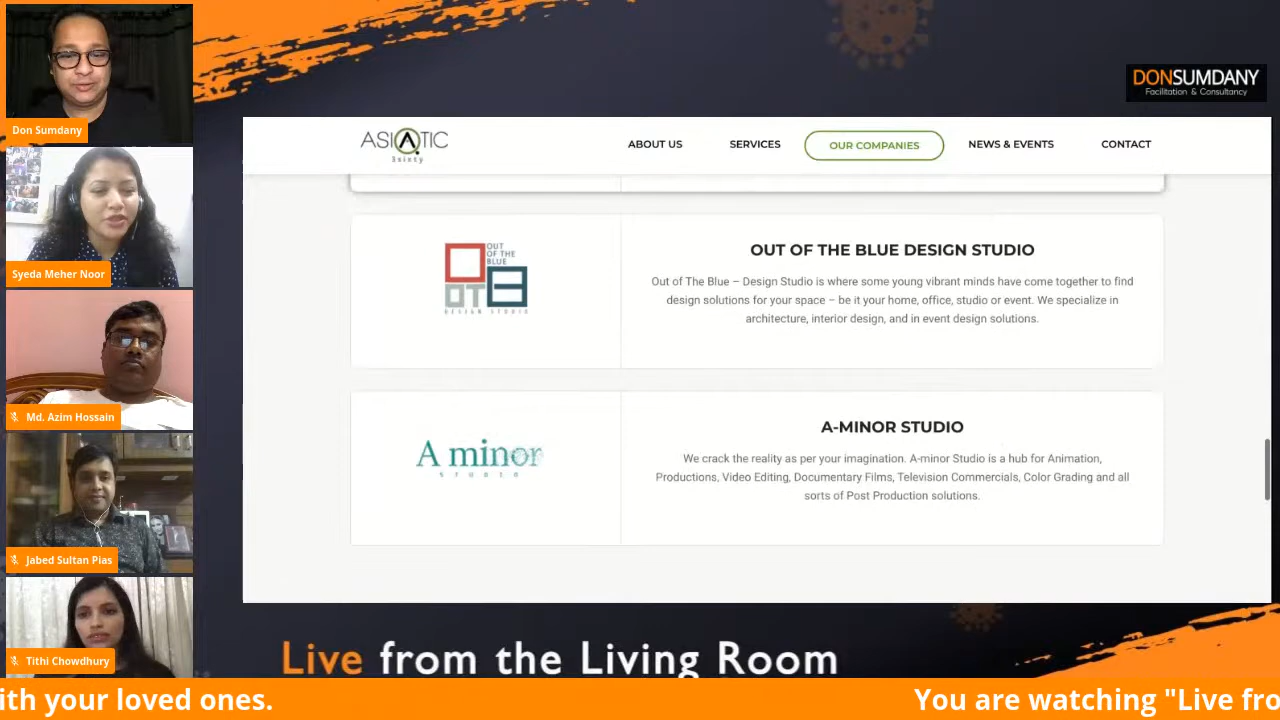 Don Sumdany
Syeda Meher Noor
Md. Azim Hossain
Jabed Sultan Pias
Tithi Chowdhury
DONSUMDANY
Facilitation & Consultancy
ASIATIC
3sixty
ABOUT US
SERVICES
OUR COMPANIES
NEWS & EVENTS
CONTACT
OUT
OF THE
BLUE
OTB
DESIGN STUDIO
OUT OF THE BLUE DESIGN STUDIO
Out of The Blue – Design Studio is where some young vibrant minds have come together to find
design solutions for your space – be it your home, office, studio or event. We specialize in
architecture, interior design, and in event design solutions.
A minor
STUDIO
A-MINOR STUDIO
We crack the reality as per your imagination. A-minor Studio is a hub for Animation,
Productions, Video Editing, Documentary Films, Television Commercials, Color Grading and all
sorts of Post Production solutions.
Live from the Living Room
ith your loved ones.
You are watching "Live fro